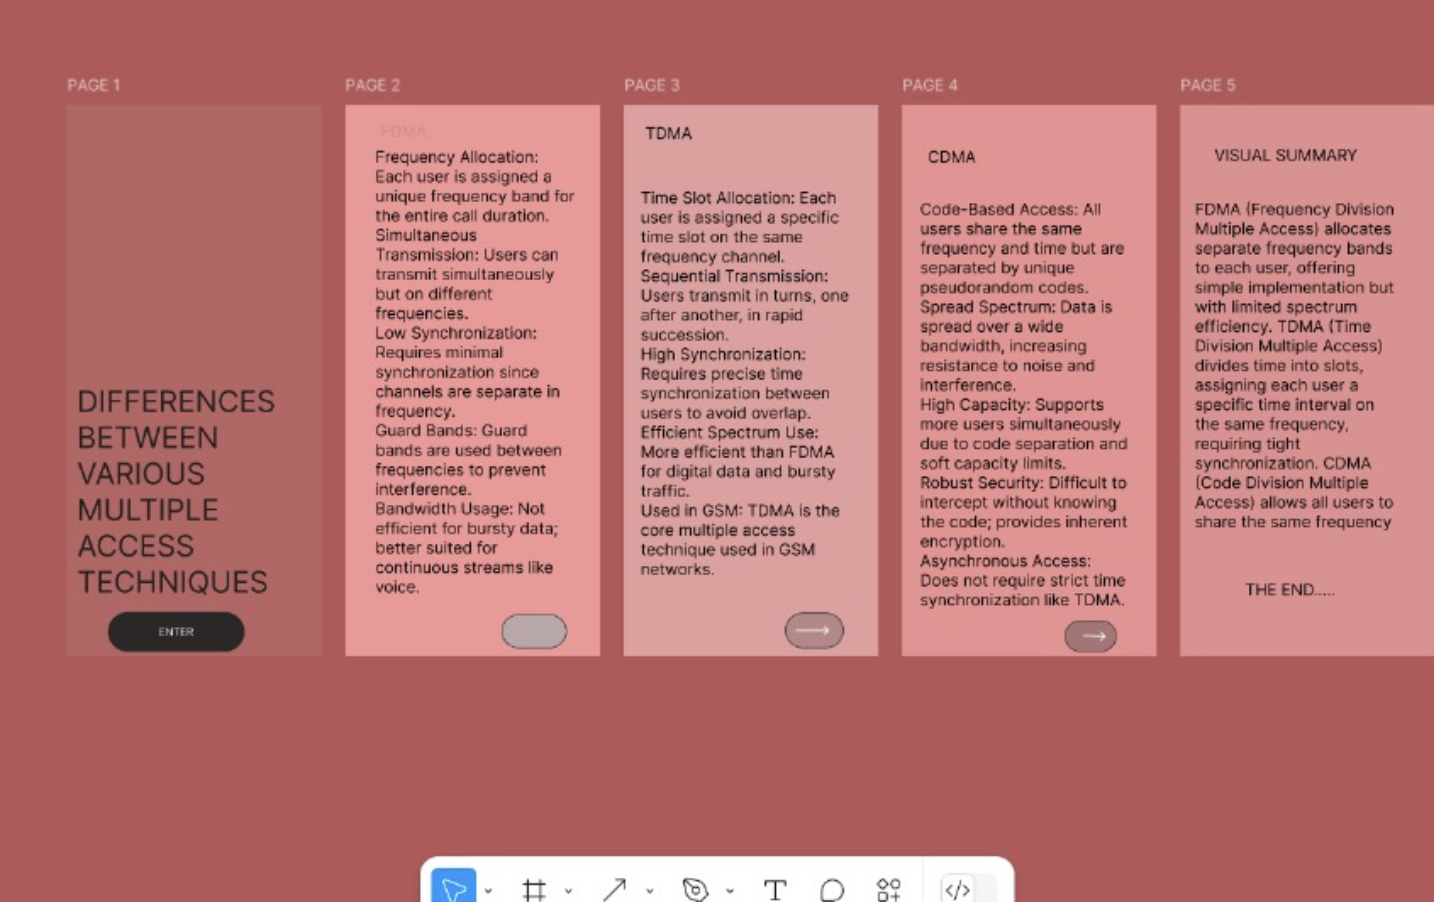 PAGE 1
DIFFERENCES
BETWEEN
VARIOUS
MULTIPLE
ACCESS
TECHNIQUES
ENTER
PAGE 2
FDMA
Frequency Allocation:
Each user is assigned a
unique frequency band for
the entire call duration.
Simultaneous
Transmission: Users can
transmit simultaneously
but on different
frequencies.
Low Synchronization:
Requires minimal
synchronization since
channels are separate in
frequency.
Guard Bands: Guard
bands are used between
frequencies to prevent
interference.
Bandwidth Usage: Not
efficient for bursty data;
better suited for
continuous streams like
voice.
PAGE 3
TDMA
Time Slot Allocation: Each
user is assigned a specific
time slot on the same
frequency channel.
Sequential Transmission:
Users transmit in turns, one
after another, in rapid
succession.
High Synchronization:
Requires precise time
synchronization between
users to avoid overlap.
Efficient Spectrum Use:
More efficient than FDMA
for digital data and bursty
traffic.
Used in GSM: TDMA is the
core multiple access
technique used in GSM
networks.
PAGE 4
CDMA
Code-Based Access: All
users share the same
frequency and time but are
separated by unique
pseudorandom codes.
Spread Spectrum: Data is
spread over a wide
bandwidth, increasing
resistance to noise and
interference.
High Capacity: Supports
more users simultaneously
due to code separation and
soft capacity limits.
Robust Security: Difficult to
intercept without knowing
the code; provides inherent
encryption.
Asynchronous Access:
Does not require strict time
synchronization like TDMA.
PAGE 5
VISUAL SUMMARY
FDMA (Frequency Division
Multiple Access) allocates
separate frequency bands
to each user, offering
simple implementation but
with limited spectrum
efficiency. TDMA (Time
Division Multiple Access)
divides time into slots,
assigning each user a
specific time interval on
the same frequency,
requiring tight
synchronization. CDMA
(Code Division Multiple
Access) allows all users to
share the same frequency
THE END.....